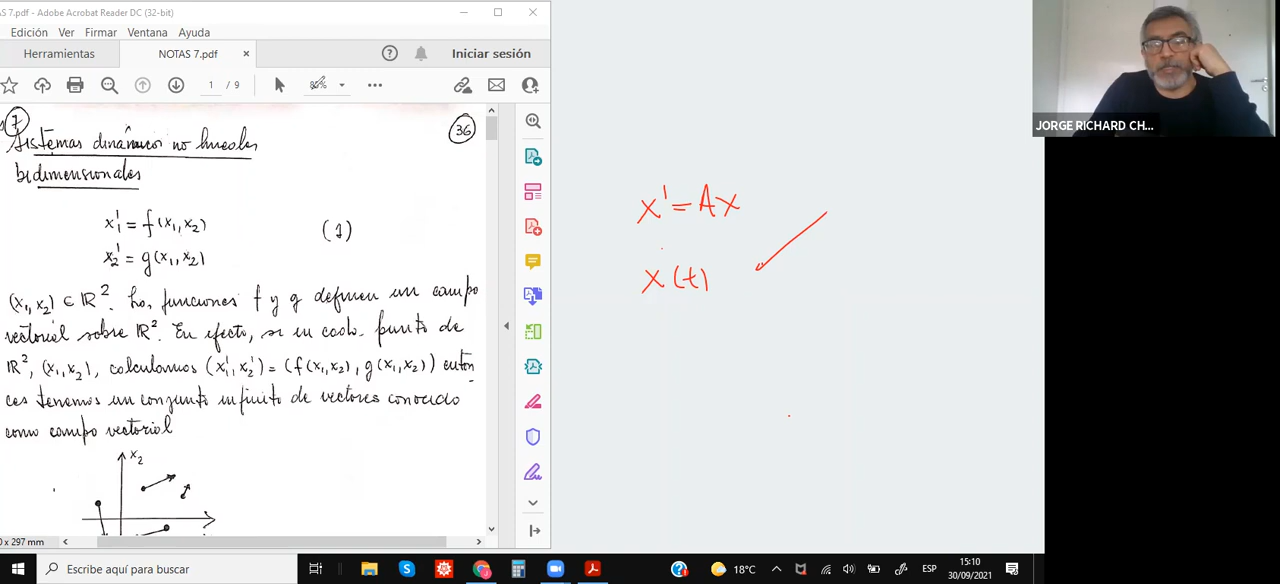 AS 7.pdf - Adobe Acrobat Reader DC (32-bit)
Edición Ver Firmar Ventana Ayuda
Herramientas NOTAS 7.pdf × Iniciar sesión
1 / 9
7
36
Sistemas dinámicos no lineales
bidimensionales
x₁' = f(x₁,x₂)
(1)
x₂' = g(x₁,x₂)
(x₁,x₂) ∈ ℝ². Las funciones f y g definen un campo
vectorial sobre ℝ². En efecto, si en cada punto de
ℝ², (x₁,x₂), calculamos (x₁',x₂') = (f(x₁,x₂), g(x₁,x₂)) enton
ces tenemos un conjunto infinito de vectores conocido
como campo vectorial
x₂
0 x 297 mm
x' = Ax
x(t)
JORGE RICHARD CH...
Escribe aquí para buscar
18°C
ESP
15:10
30/09/2021